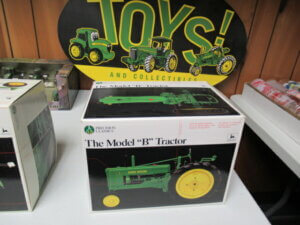 TOYS!
AND COLLECTIBLES
The Model "B" Tractor
PRECISION
CLASSICS
The Model "B" Tractor